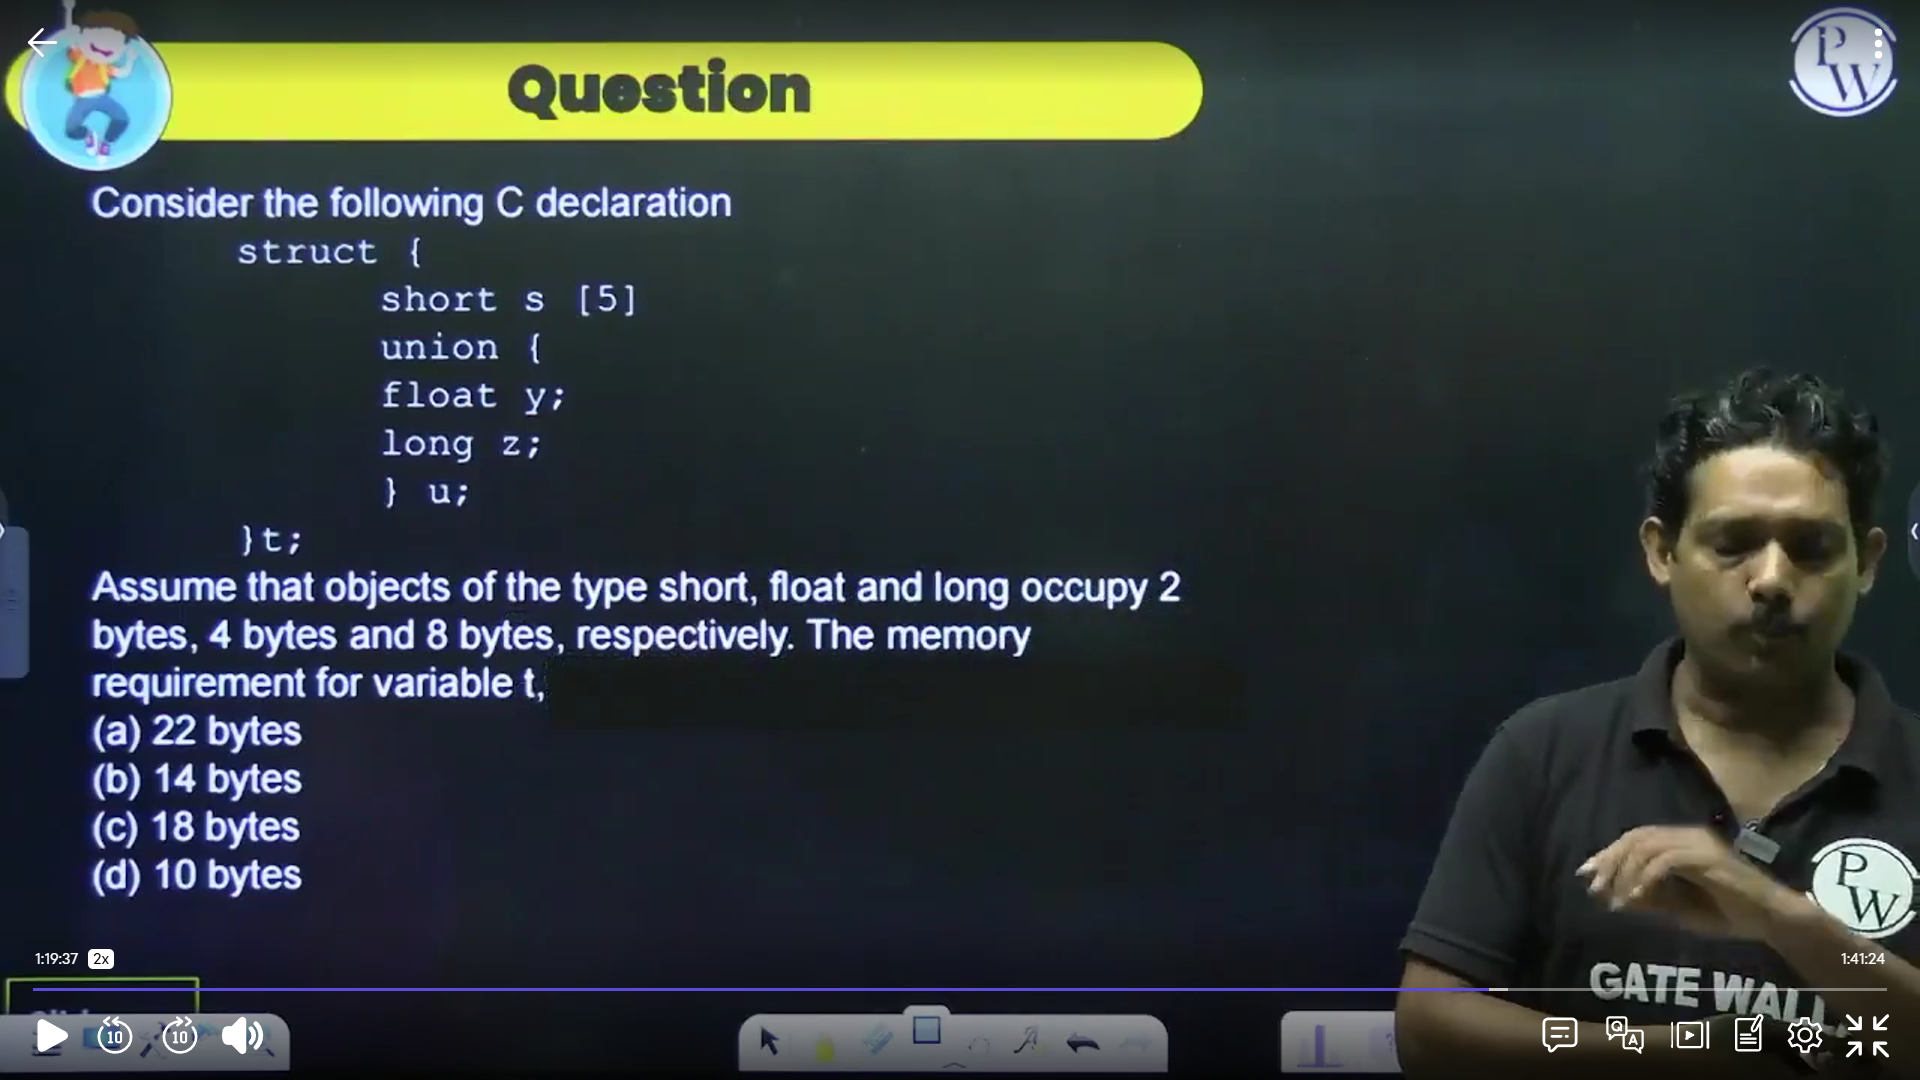 Question
P
W
Consider the following C declaration
struct {
short s [5]
union {
float y;
long z;
} u;
}t;
Assume that objects of the type short, float and long occupy 2
bytes, 4 bytes and 8 bytes, respectively. The memory
requirement for variable t,
(a) 22 bytes
(b) 14 bytes
(c) 18 bytes
(d) 10 bytes
P
W
GATE WALL
1:19:37 2x
1:41:24
10
10